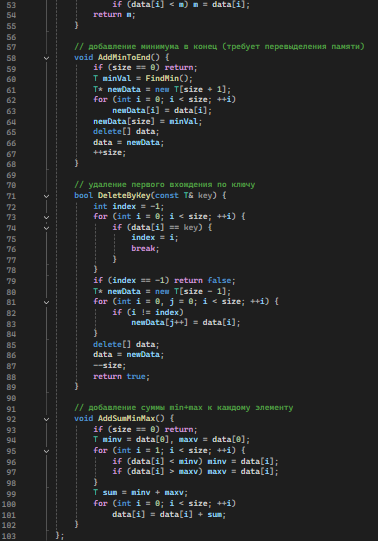 53 if (data[i] < m) m = data[i];
54 return m;
55 }
56
57 // добавление минимума в конец (требует перевыделения памяти)
58 void AddMinToEnd() {
59 if (size == 0) return;
60 T minVal = FindMin();
61 T* newData = new T[size + 1];
62 for (int i = 0; i < size; ++i)
63 newData[i] = data[i];
64 newData[size] = minVal;
65 delete[] data;
66 data = newData;
67 ++size;
68 }
69
70 // удаление первого вхождения по ключу
71 bool DeleteByKey(const T& key) {
72 int index = -1;
73 for (int i = 0; i < size; ++i) {
74 if (data[i] == key) {
75 index = i;
76 break;
77 }
78 }
79 if (index == -1) return false;
80 T* newData = new T[size - 1];
81 for (int i = 0, j = 0; i < size; ++i) {
82 if (i != index)
83 newData[j++] = data[i];
84 }
85 delete[] data;
86 data = newData;
87 --size;
88 return true;
89 }
90
91 // добавление суммы min+max к каждому элементу
92 void AddSumMinMax() {
93 if (size == 0) return;
94 T minv = data[0], maxv = data[0];
95 for (int i = 1; i < size; ++i) {
96 if (data[i] < minv) minv = data[i];
97 if (data[i] > maxv) maxv = data[i];
98 }
99 T sum = minv + maxv;
100 for (int i = 0; i < size; ++i)
101 data[i] = data[i] + sum;
102 }
103 };